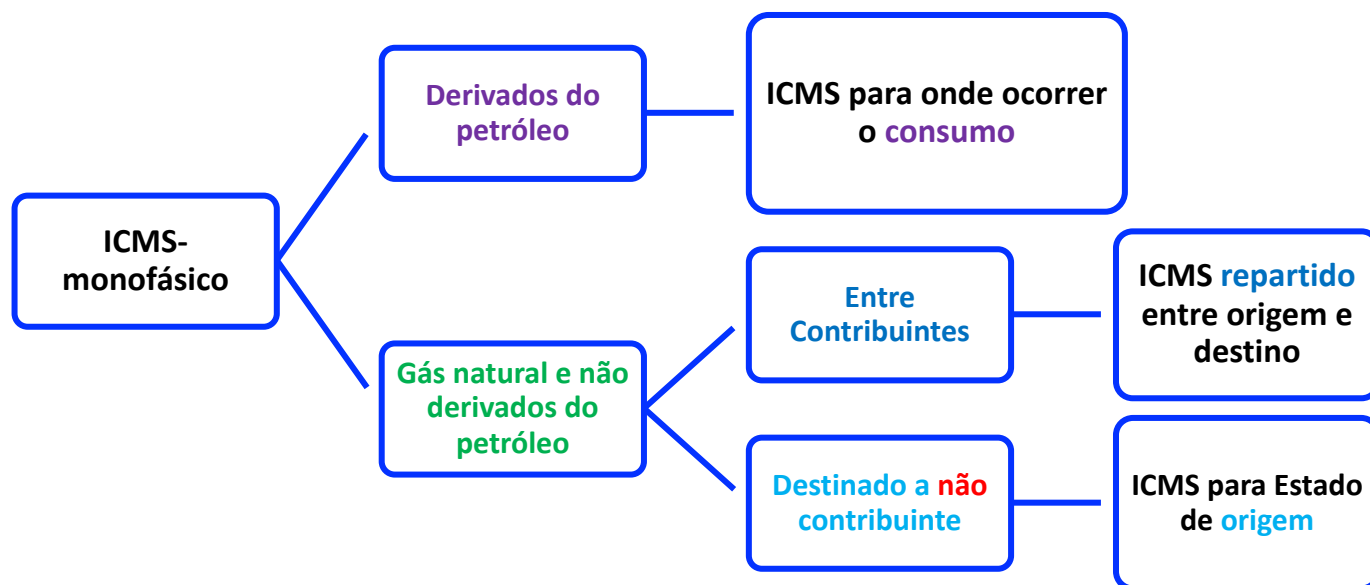 ICMS-
monofásico
Derivados do
petróleo
ICMS para onde ocorrer
o consumo
Gás natural e não
derivados do
petróleo
Entre
Contribuintes
ICMS repartido
entre origem e
destino
Destinado a não
contribuinte
ICMS para Estado
de origem